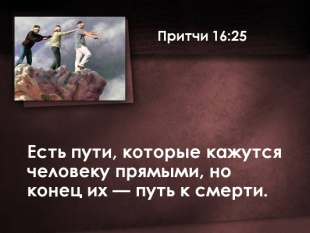 Притчи 16:25
Есть пути, которые кажутся
человеку прямыми, но
конец их — путь к смерти.